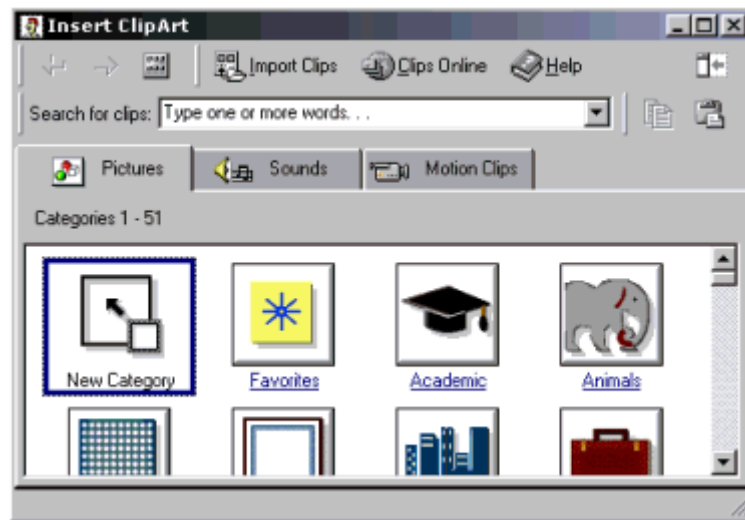 Insert ClipArt
Import Clips Clips Online Help
Search for clips: Type one or more words. . .
Pictures Sounds Motion Clips
Categories 1 - 51
New Category Favorites Academic Animals